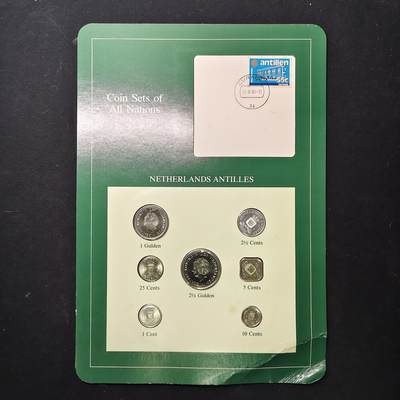 Coin Sets of
All Nations
antillen
55c
NETHERLANDS ANTILLES
1 Gulden
2½ Cents
25 Cents
2½ Gulden
5 Cents
1 Cent
10 Cents